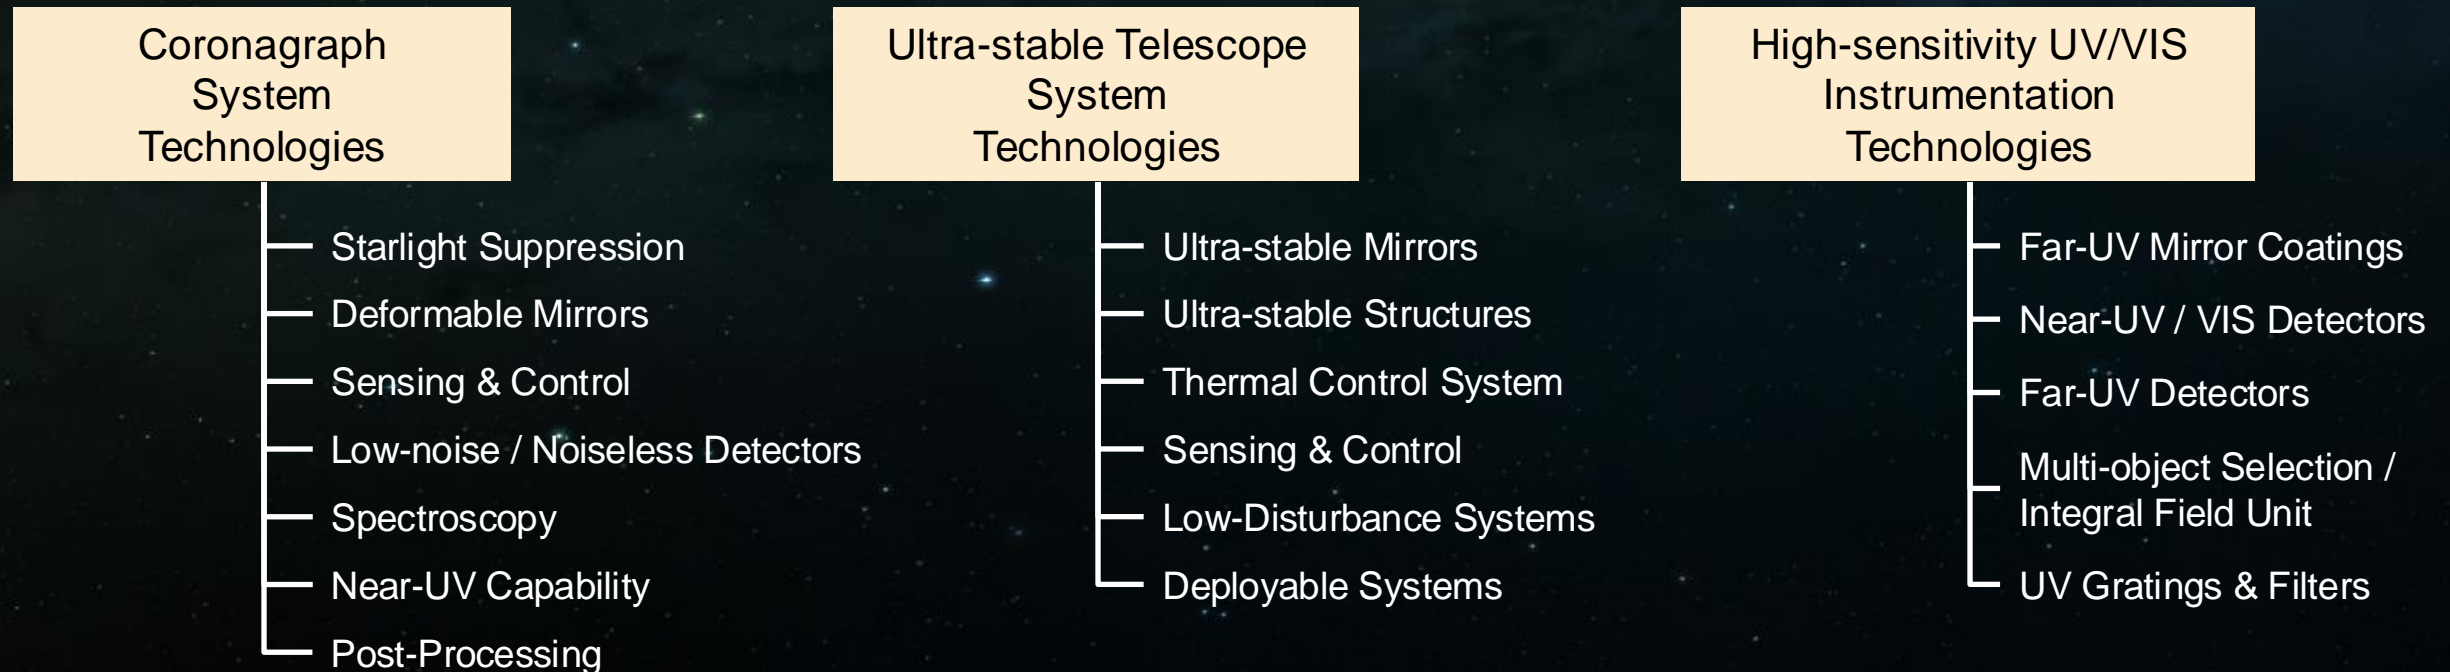 Coronagraph
System
Technologies
Starlight Suppression
Deformable Mirrors
Sensing & Control
Low-noise / Noiseless Detectors
Spectroscopy
Near-UV Capability
Post-Processing
Ultra-stable Telescope
System
Technologies
Ultra-stable Mirrors
Ultra-stable Structures
Thermal Control System
Sensing & Control
Low-Disturbance Systems
Deployable Systems
High-sensitivity UV/VIS
Instrumentation
Technologies
Far-UV Mirror Coatings
Near-UV / VIS Detectors
Far-UV Detectors
Multi-object Selection /
Integral Field Unit
UV Gratings & Filters